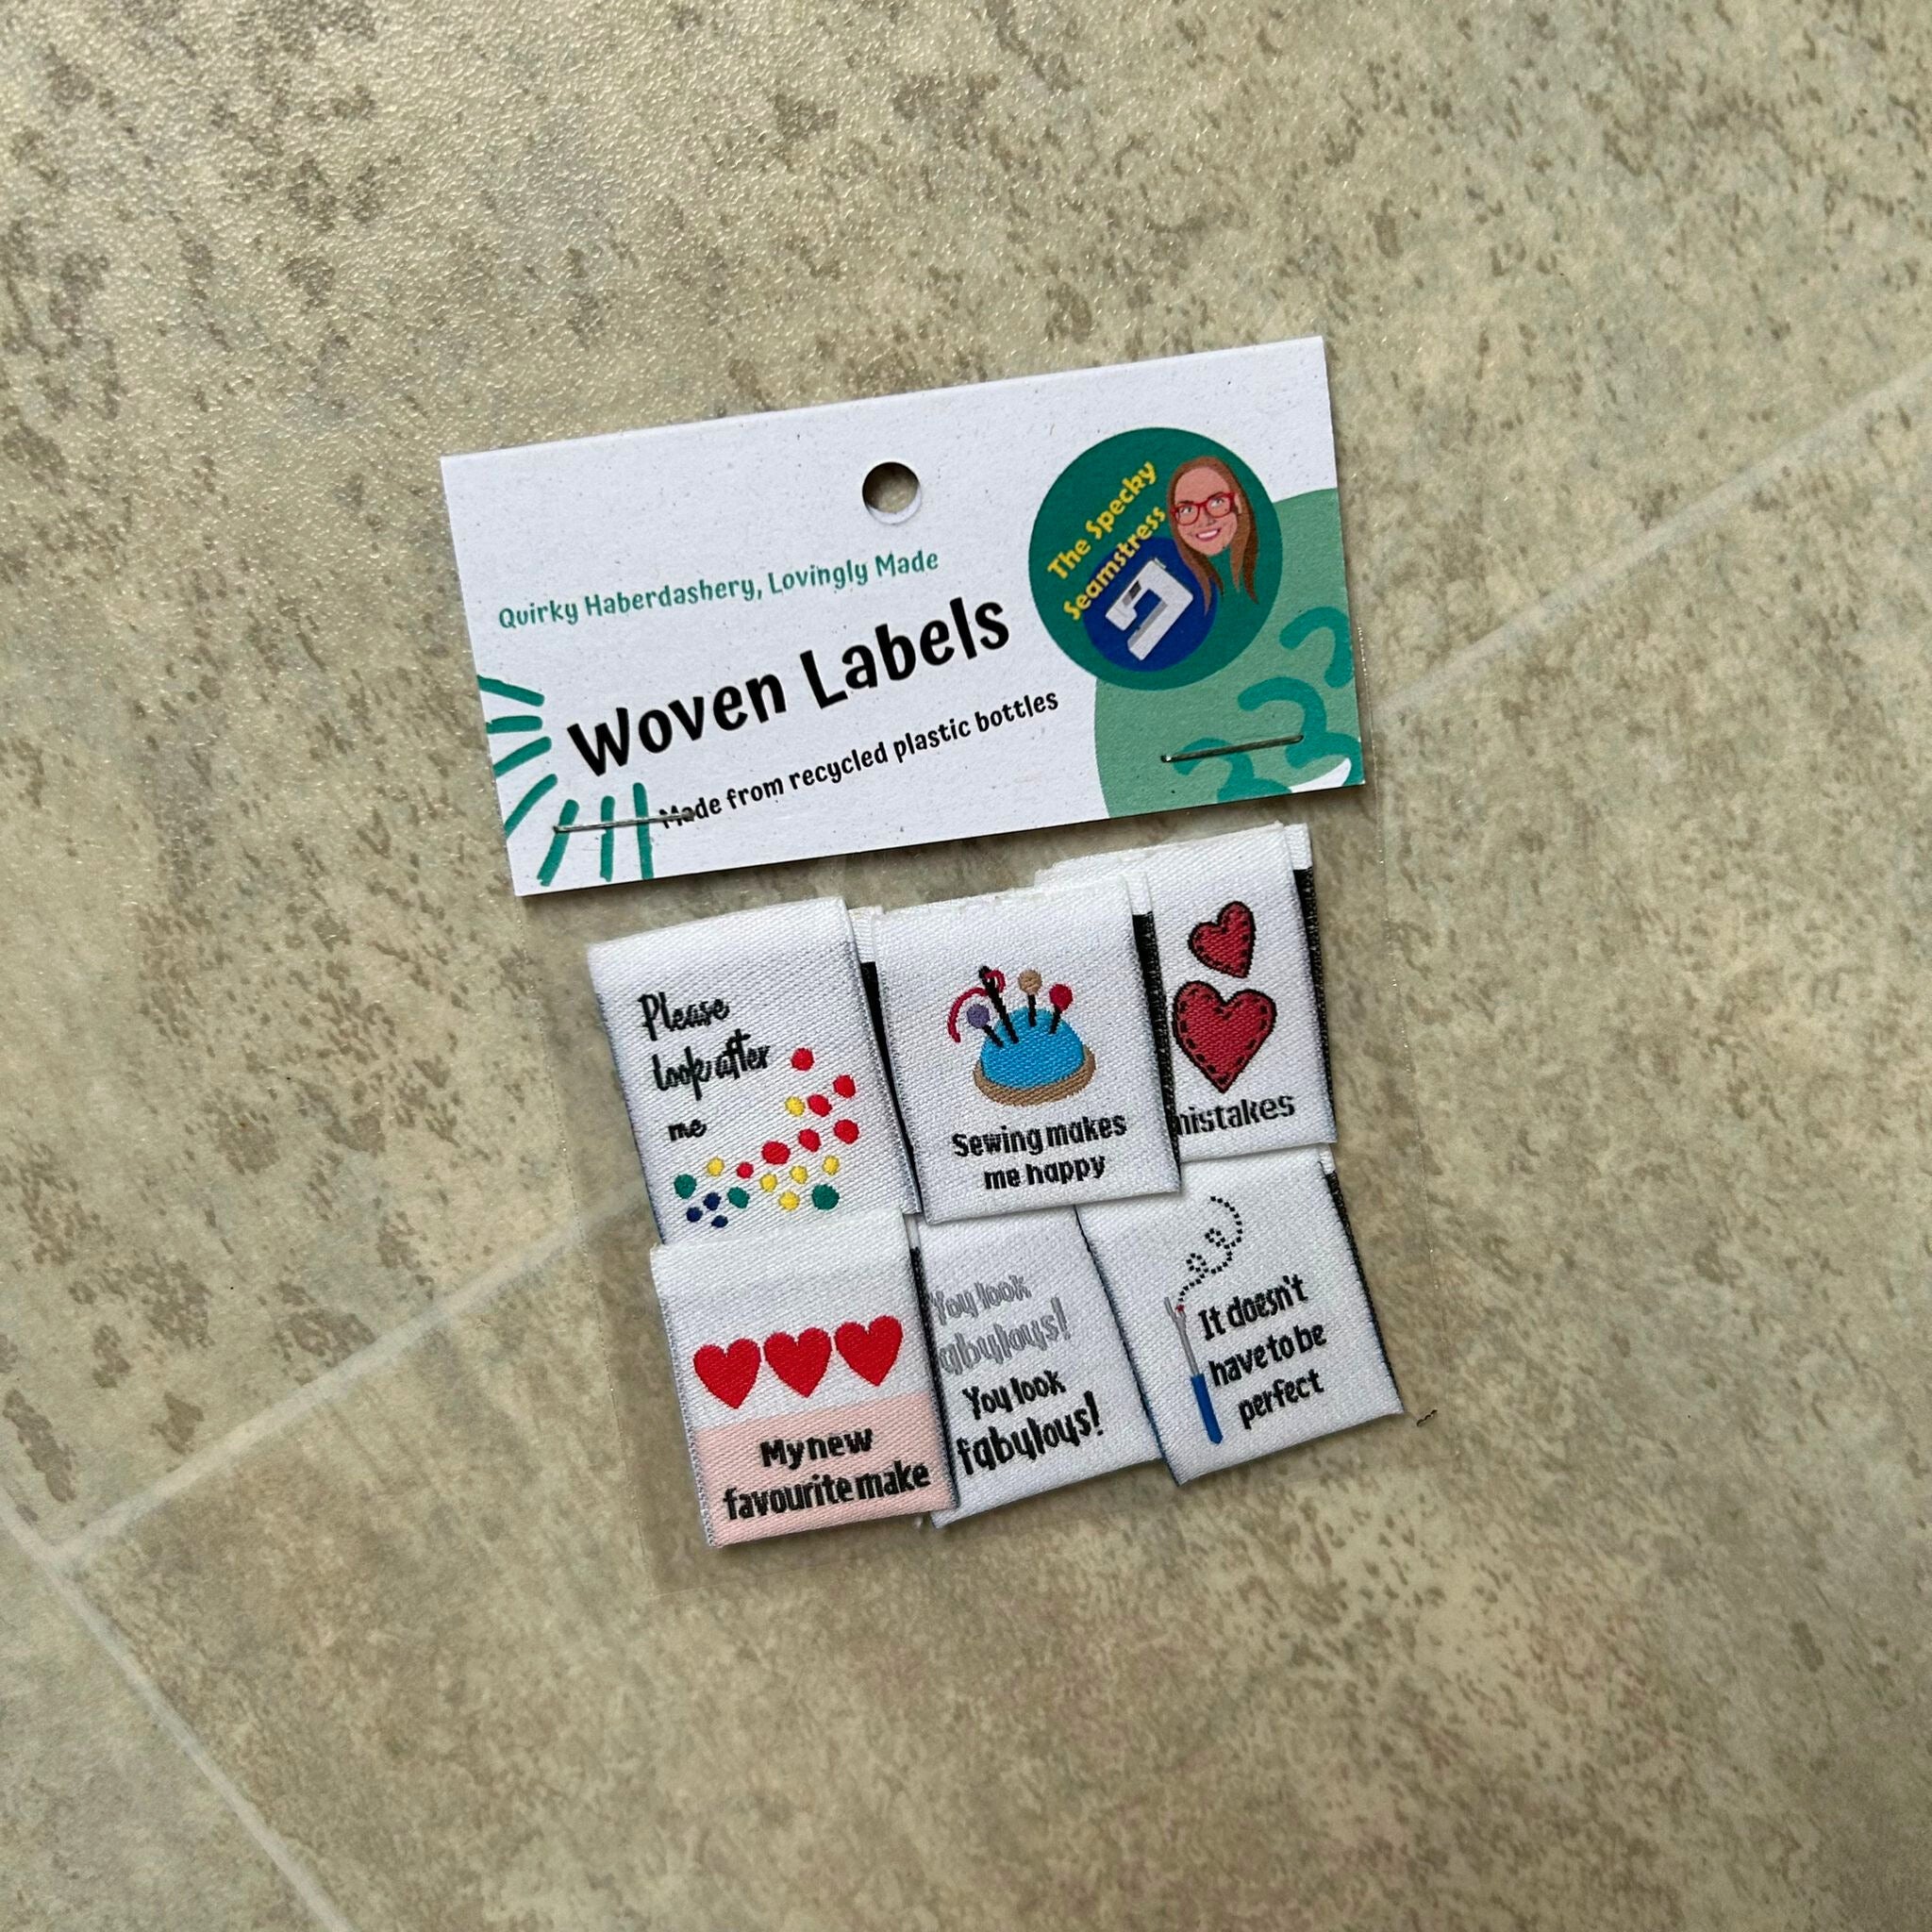 Quirky Haberdashery, Lovingly Made
Woven Labels
Made from recycled plastic bottles
The Specky
Seamstress
Please
look after
me
Sewing makes
me happy
mistakes
My new
favourite make
You look
fabulous!
You look
fabulous!
It doesn't
have to be
perfect